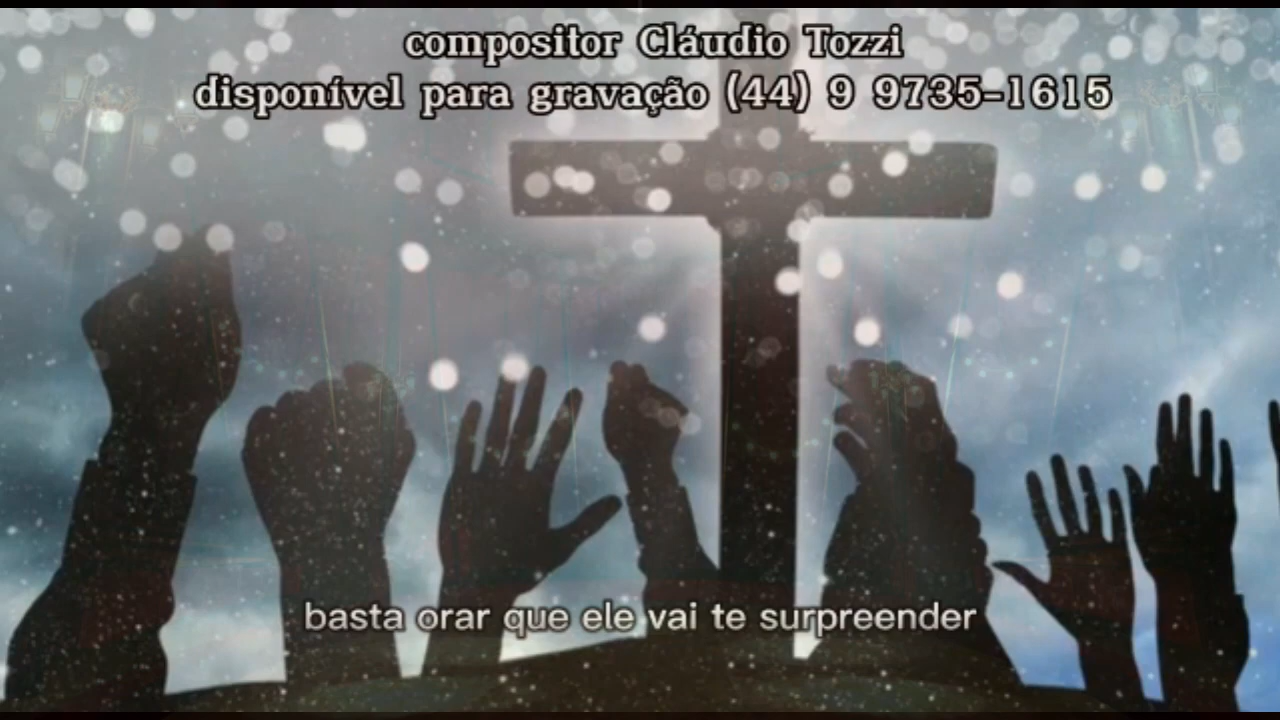 compositor Cláudio Tozzi
disponível para gravação (44) 9 9735-1615
basta orar que ele vai te surpreender